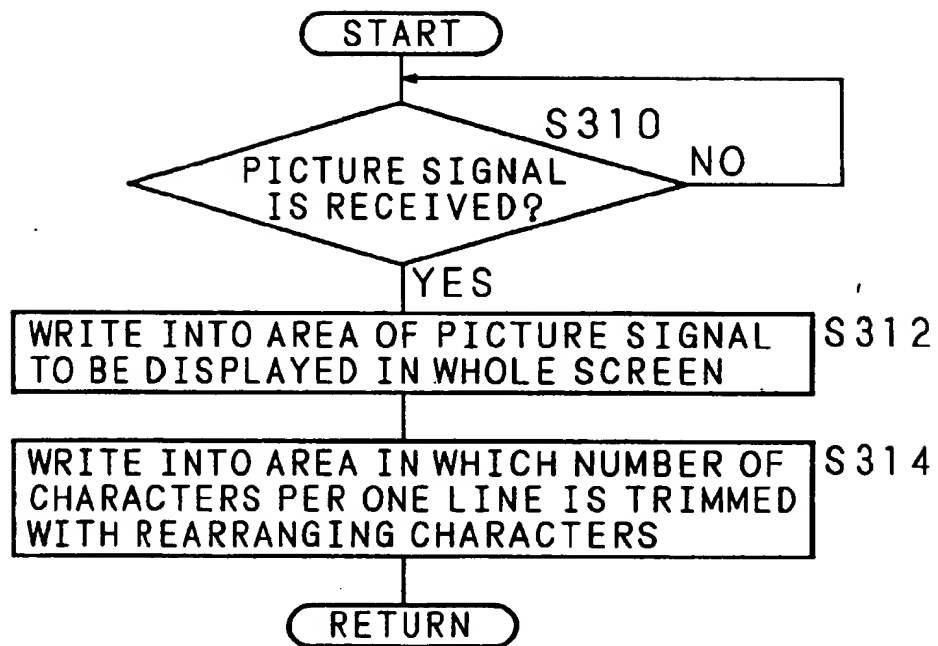 START
S310
PICTURE SIGNAL
IS RECEIVED?
NO
YES
WRITE INTO AREA OF PICTURE SIGNAL
TO BE DISPLAYED IN WHOLE SCREEN
S312
WRITE INTO AREA IN WHICH NUMBER OF
CHARACTERS PER ONE LINE IS TRIMMED
WITH REARRANGING CHARACTERS
S314
RETURN